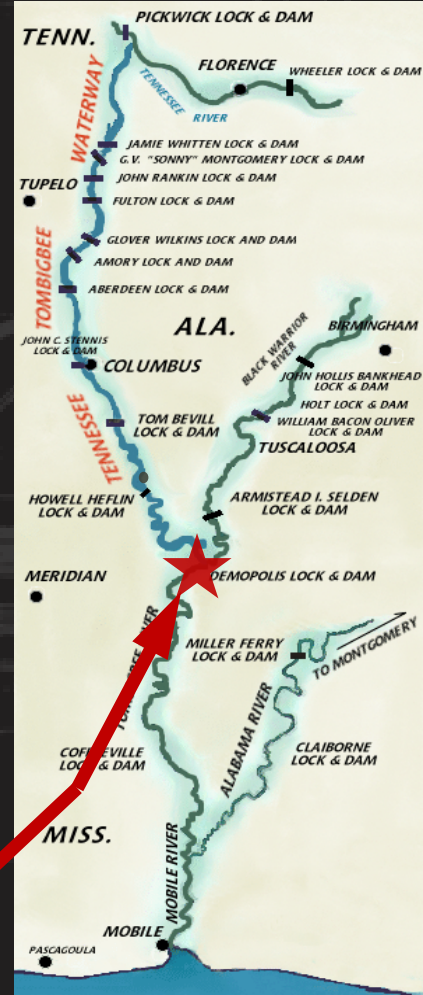 PICKWICK LOCK & DAM
TENN.
FLORENCE
WHEELER LOCK & DAM
TENNESSEE
RIVER
WATERWAY
JAMIE WHITTEN LOCK & DAM
G.V. "SONNY" MONTGOMERY LOCK & DAM
JOHN RANKIN LOCK & DAM
TUPELO
FULTON LOCK & DAM
TOMBIGBEE
GLOVER WILKINS LOCK AND DAM
AMORY LOCK AND DAM
ABERDEEN LOCK & DAM
ALA.
BIRMINGHAM
BLACK WARRIOR
RIVER
JOHN C. STENNIS
LOCK & DAM
COLUMBUS
JOHN HOLLIS BANKHEAD
LOCK & DAM
TENNESSEE
HOLT LOCK & DAM
WILLIAM BACON OLIVER
LOCK & DAM
TOM BEVILL
LOCK & DAM
TUSCALOOSA
HOWELL HEFLIN
LOCK & DAM
ARMISTEAD I. SELDEN
LOCK & DAM
MERIDIAN
DEMOPOLIS LOCK & DAM
RIVER
MILLER FERRY
LOCK & DAM
TO MONTGOMERY
ALABAMA RIVER
LOCK & DAM
CLAIBORNE
LOCK & DAM
MISS.
MOBILE RIVER
MOBILE
PASCAGOULA